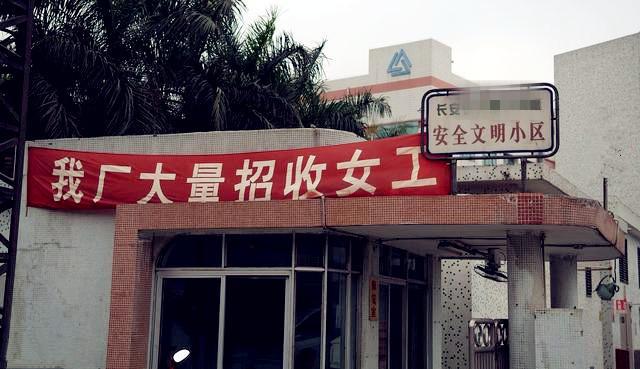 长安
安全文明小区
我厂大量招收女工